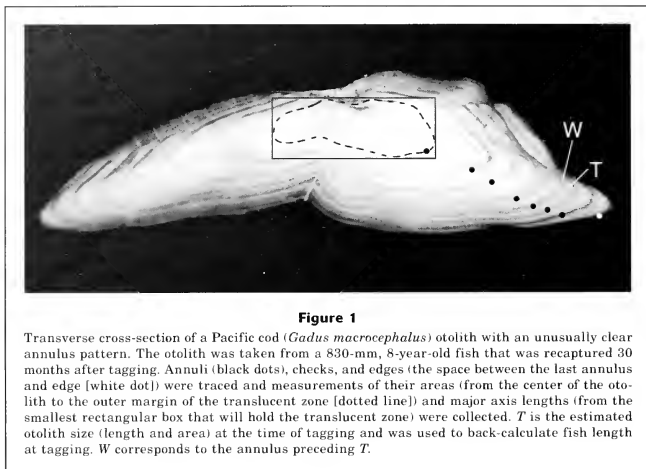 W
T
Figure 1
Transverse cross-section of a Pacific cod (Gadus macrocephalus) otolith with an unusually clear
annulus pattern. The otolith was taken from a 830-mm, 8-year-old fish that was recaptured 30
months after tagging. Annuli (black dots), checks, and edges (the space between the last annulus
and edge [white dot]) were traced and measurements of their areas (from the center of the oto-
lith to the outer margin of the translucent zone [dotted line]) and major axis lengths (from the
smallest rectangular box that will hold the translucent zone) were collected. T is the estimated
otolith size (length and area) at the time of tagging and was used to back-calculate fish length
at tagging. W corresponds to the annulus preceding T.